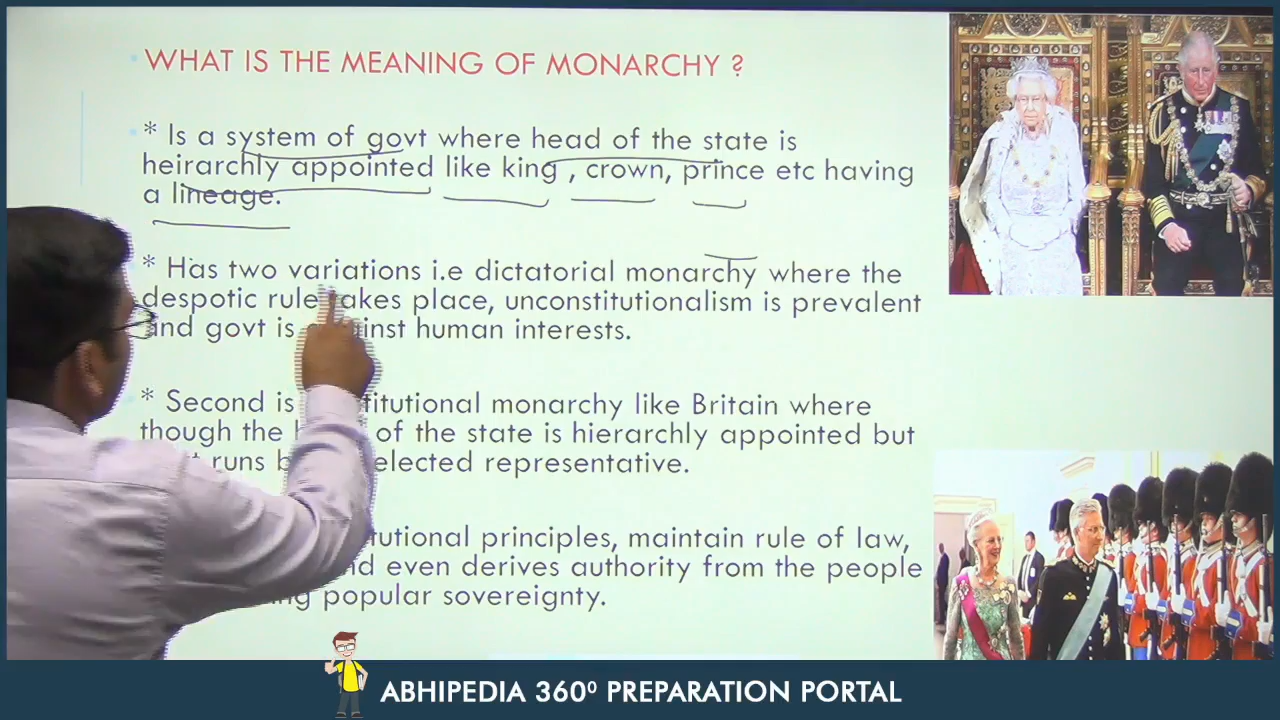 WHAT IS THE MEANING OF MONARCHY ?
* Is a system of govt where head of the state is
heirarchly appointed like king , crown, prince etc having
a lineage.
* Has two variations i.e dictatorial monarchy where the
despotic rule takes place, unconstitutionalism is prevalent
and govt is against human interests.
* Second is monarchy like Britain where
though the of the state is hierarchly appointed but
runs elected representative.
principles, maintain rule of law,
even derives authority from the people
popular sovereignty.
ABHIPEDIA 360⁰ PREPARATION PORTAL